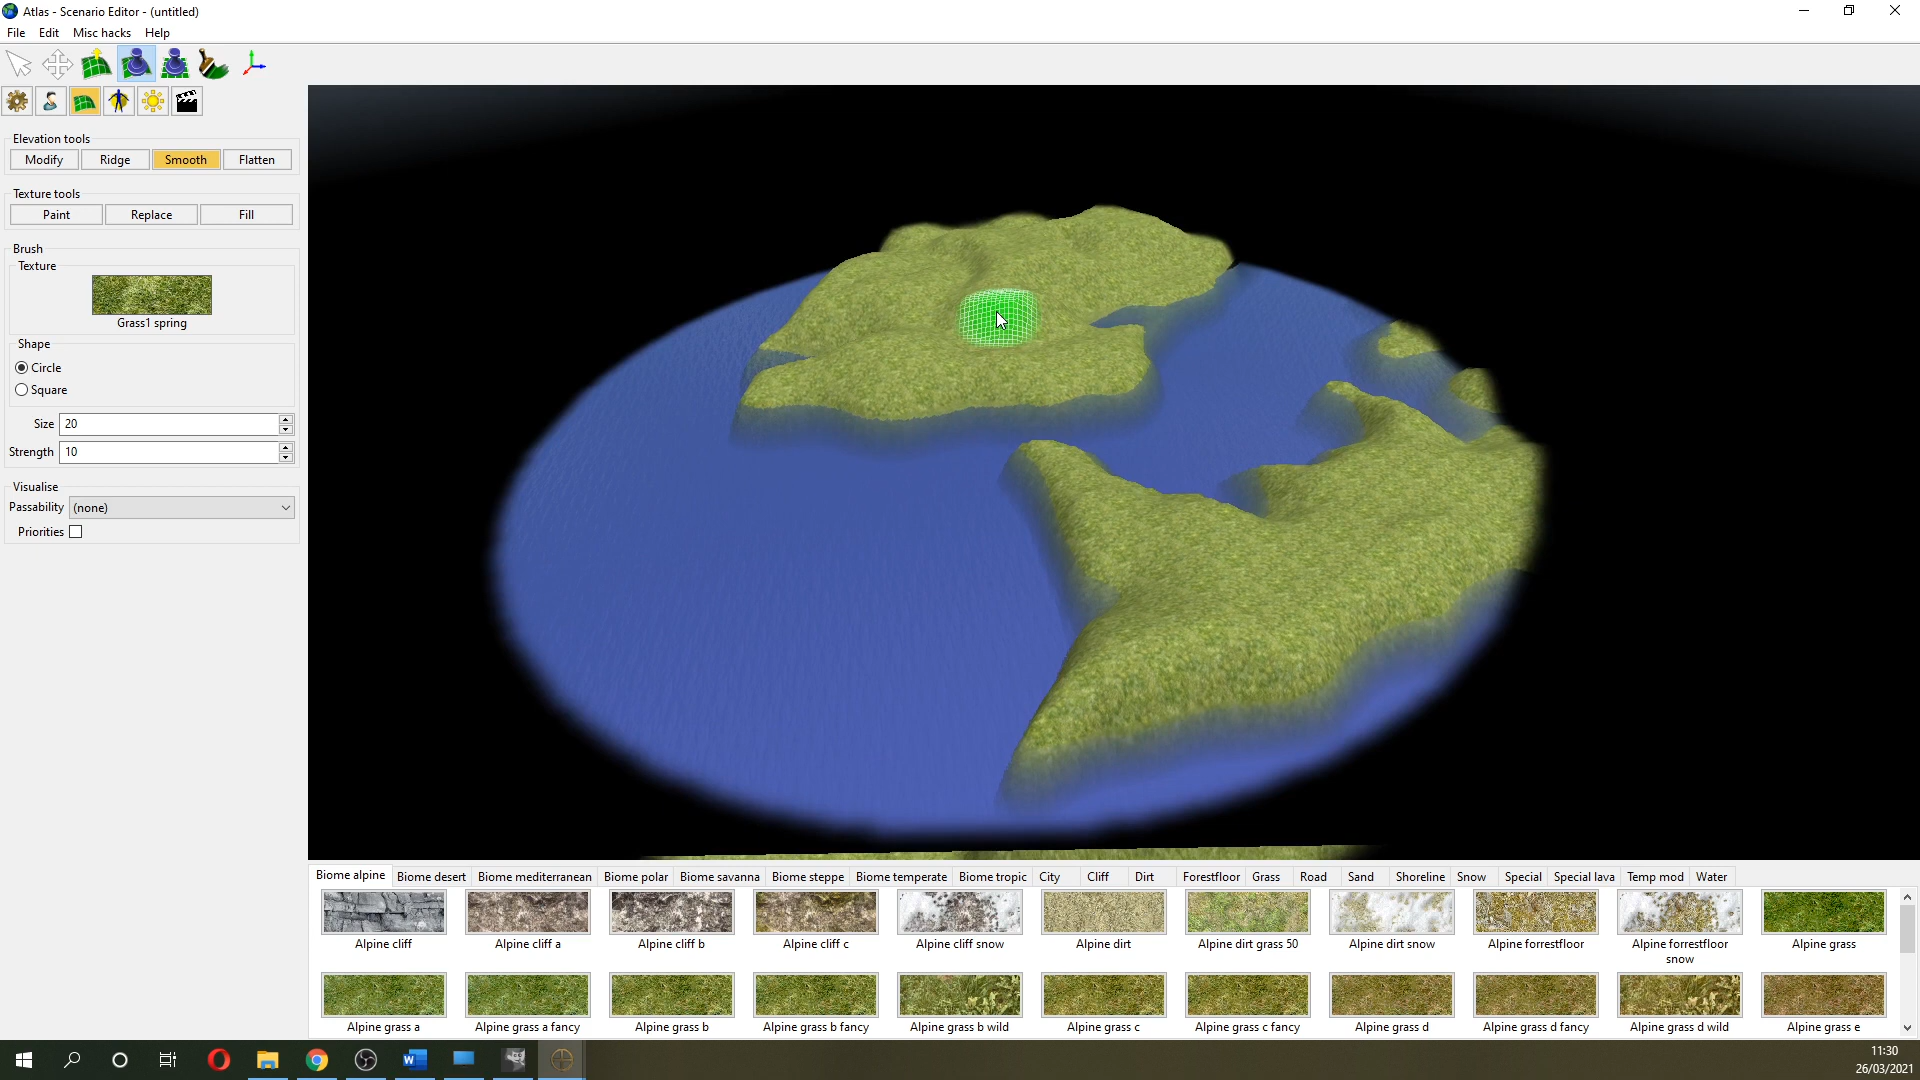 Atlas - Scenario Editor - (untitled)
File Edit Misc hacks Help
Elevation tools
Modify Ridge Smooth Flatten
Texture tools
Paint Replace Fill
Brush
Texture
Grass1 spring
Shape
Circle
Square
Size 20
Strength 10
Visualise
Passability (none)
Priorities
Biome alpine Biome desert Biome mediterranean Biome polar Biome savanna Biome steppe Biome temperate Biome tropic City Cliff Dirt Forestfloor Grass Road Sand Shoreline Snow Special Special lava Temp mod Water
Alpine cliff Alpine cliff a Alpine cliff b Alpine cliff c Alpine cliff snow Alpine dirt Alpine dirt grass 50 Alpine dirt snow Alpine forrestfloor Alpine forrestfloor Alpine grass
snow
Alpine grass a Alpine grass a fancy Alpine grass b Alpine grass b fancy Alpine grass b wild Alpine grass c Alpine grass c fancy Alpine grass d Alpine grass d fancy Alpine grass d wild Alpine grass e
11:30
26/03/2021